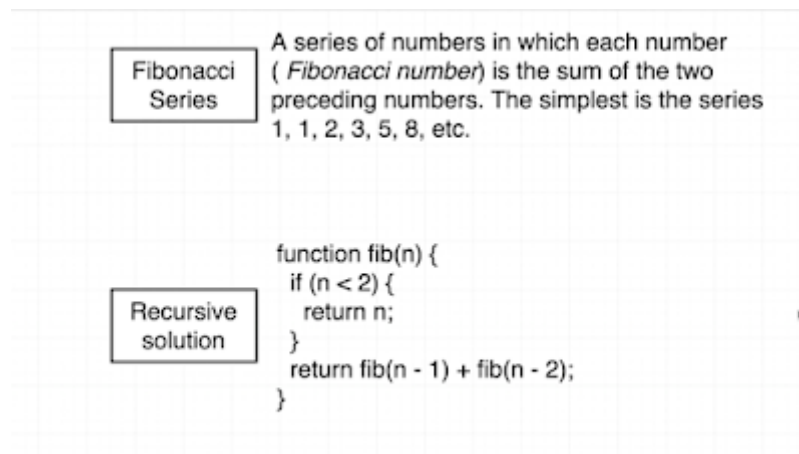 Fibonacci
Series
A series of numbers in which each number
( Fibonacci number) is the sum of the two
preceding numbers. The simplest is the series
1, 1, 2, 3, 5, 8, etc.
Recursive
solution
function fib(n) {
if (n < 2) {
return n;
}
return fib(n - 1) + fib(n - 2);
}